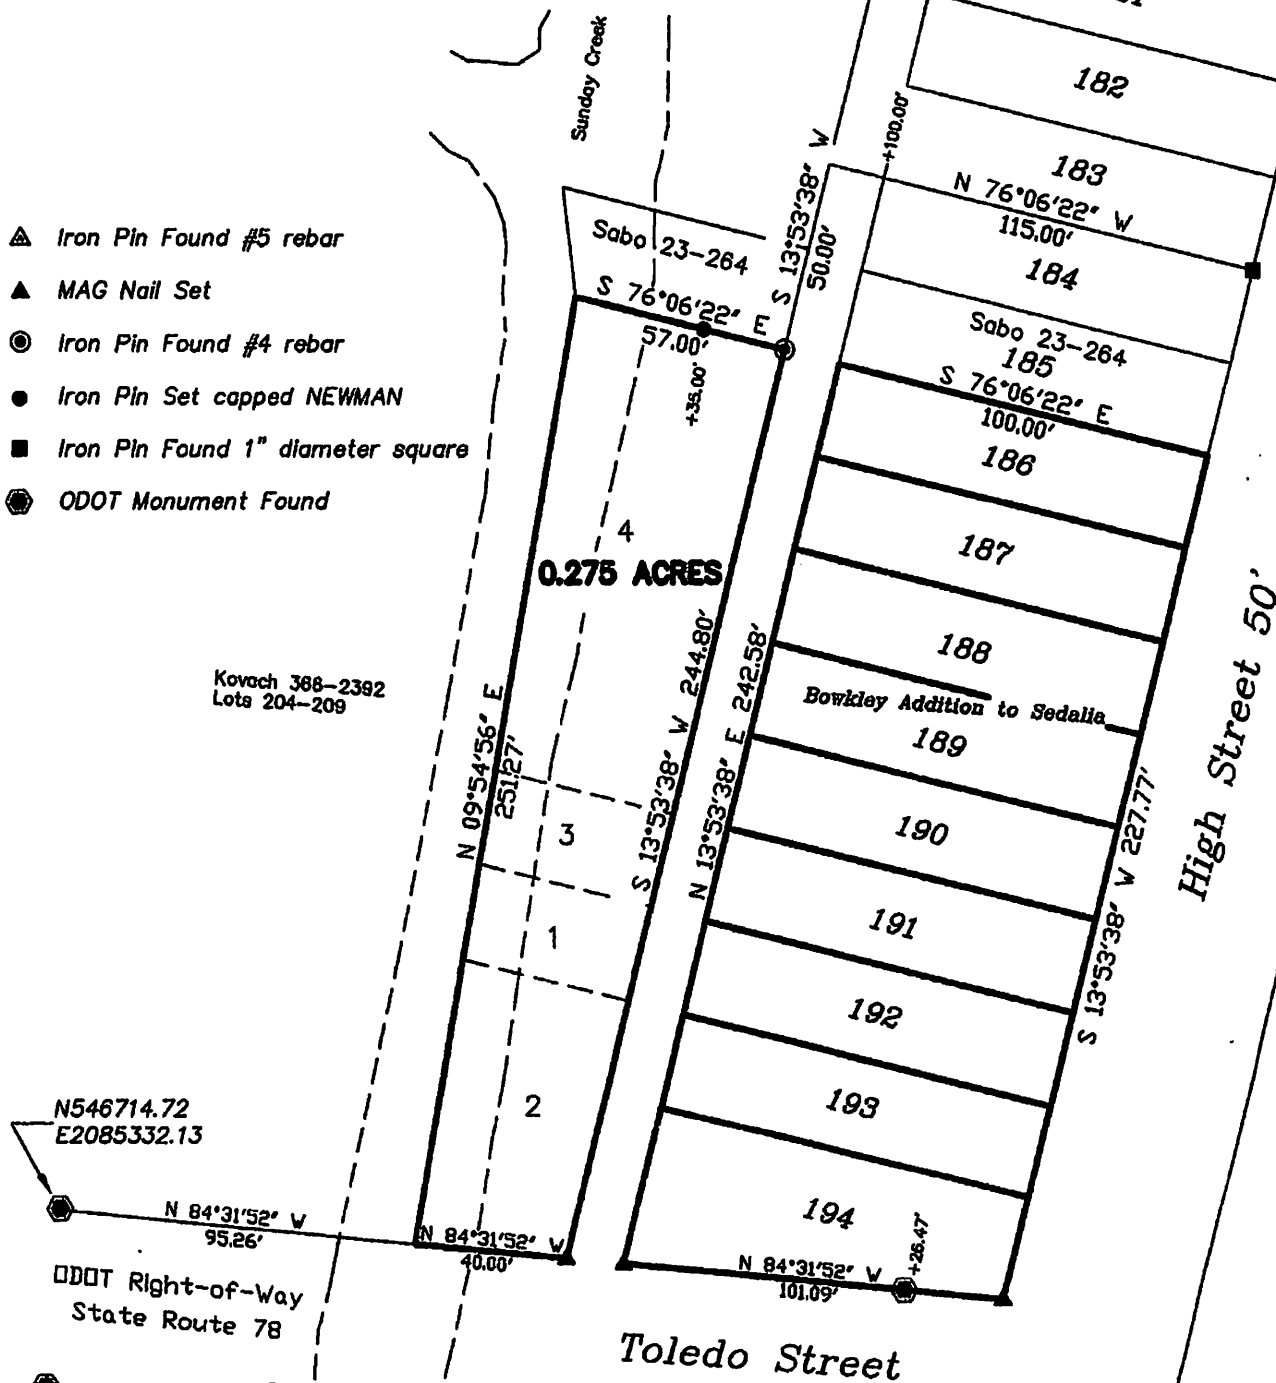 Sunday Creek
182
183
+100.00'
N 76°06'22" W
115.00'
184
S 13°53'38" W
50.00'
Sabo 23-264
Iron Pin Found #5 rebar
MAG Nail Set
Iron Pin Found #4 rebar
Iron Pin Set capped NEWMAN
Iron Pin Found 1" diameter square
ODOT Monument Found
S 76°06'22" E
57.00'
+35.00'
Sabo 23-264
185
S 76°06'22" E
100.00'
186
187
188
Bowkley Addition to Sedalia
189
190
191
192
193
194
4
0.275 ACRES
3
1
2
Kovach 366-2392
Lots 204-209
N 09°54'56" E
251.27'
S 13°53'38" W 244.80'
N 13°53'38" E 242.58'
S 13°53'38" W 227.77'
High Street 50'
N546714.72
E2085332.13
N 84°31'52" W
95.26'
N 84°31'52" W
40.00'
N 84°31'52" W
101.09'
+26.47'
ODOT Right-of-Way
State Route 78
Toledo Street